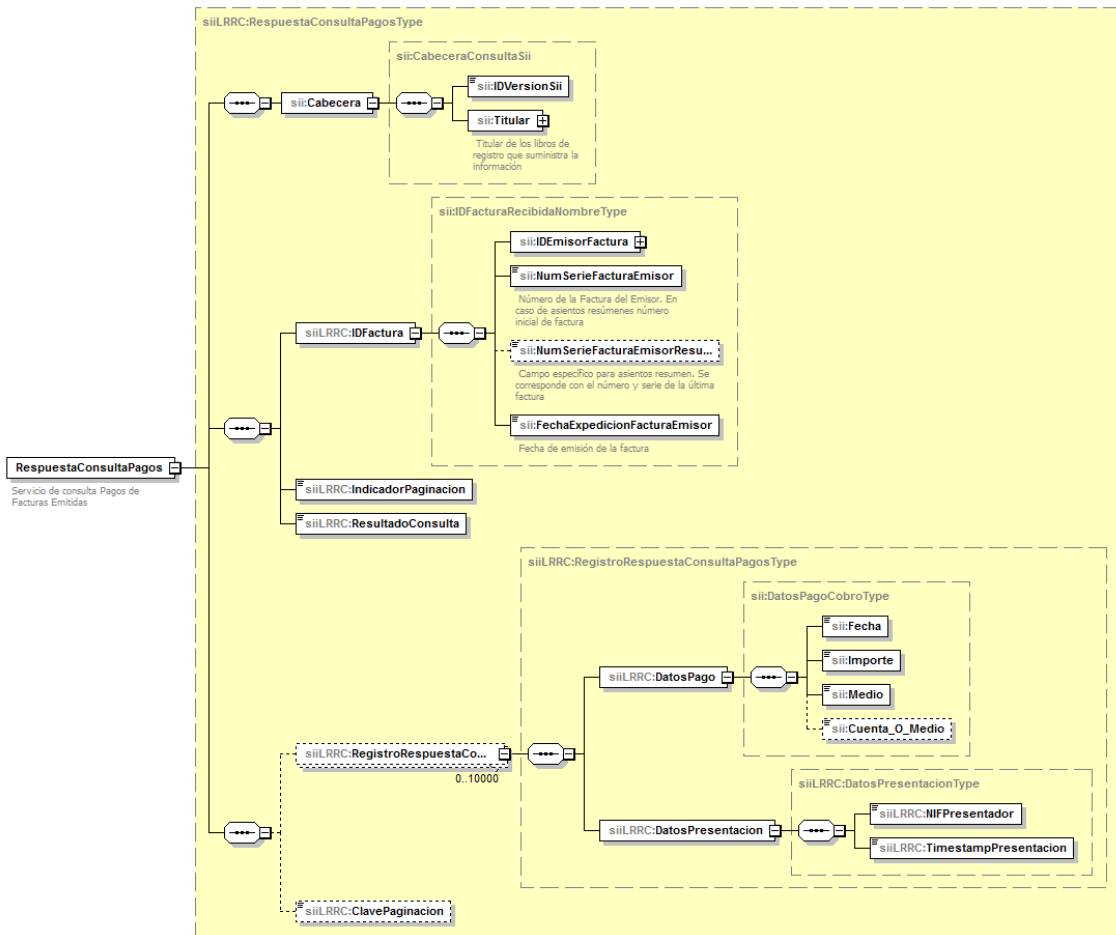 siiLRRC:RespuestaConsultaPagosType
sii:CabeceraConsultaSii
sii:IDVersionSii
sii:Cabecera
sii:Titular
Titular de los libros de
registro que suministra la
información
sii:IDFacturaRecibidaNombreType
sii:IDEmisorFactura
sii:NumSerieFacturaEmisor
Número de la Factura del Emisor. En
caso de asientos resúmenes número
inicial de factura
siiLRRC:IDFactura
sii:NumSerieFacturaEmisorResu...
Campo específico para asientos resumen. Se
corresponde con el número y serie de la última
factura
sii:FechaExpedicionFacturaEmisor
Fecha de emisión de la factura
RespuestaConsultaPagos
Servicio de consulta Pagos de
Facturas Emitidas
siiLRRC:IndicadorPaginacion
siiLRRC:ResultadoConsulta
siiLRRC:RegistroRespuestaConsultaPagosType
sii:DatosPagoCobroType
sii:Fecha
sii:Importe
siiLRRC:DatosPago
sii:Medio
sii:Cuenta_O_Medio
siiLRRC:RegistroRespuestaCo...
0..10000
siiLRRC:DatosPresentacionType
siiLRRC:NIFPresentador
siiLRRC:DatosPresentacion
siiLRRC:TimestampPresentacion
siiLRRC:ClavePaginacion